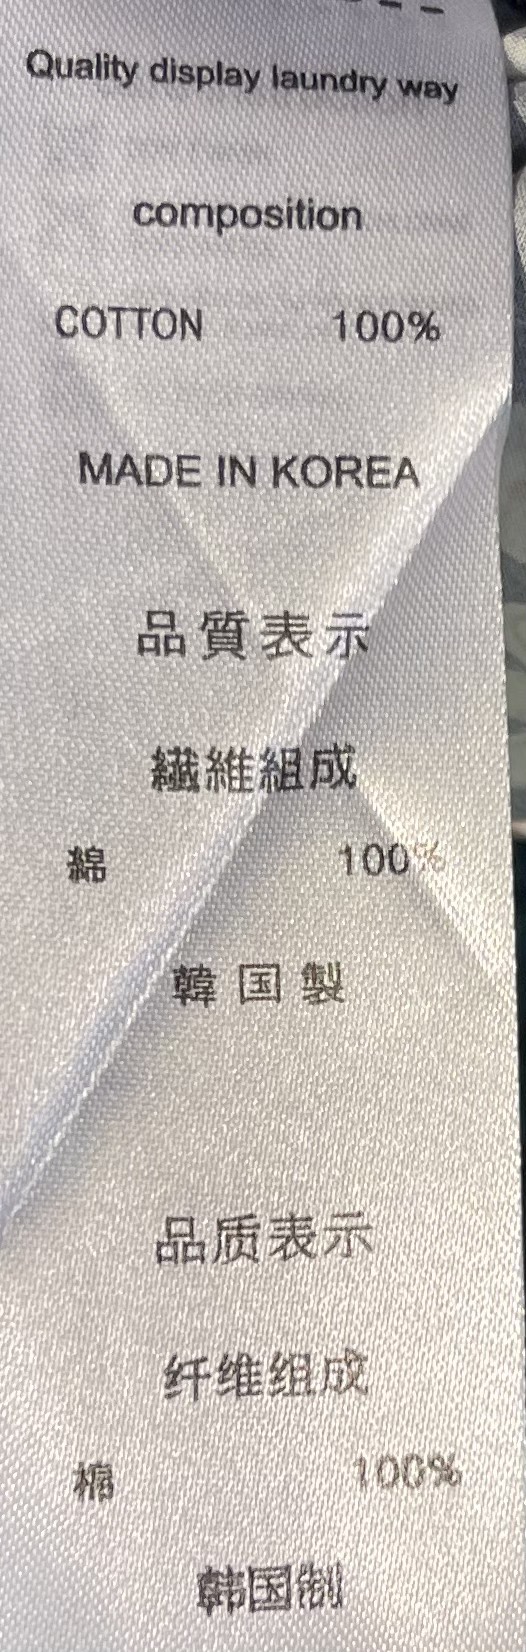 Quality display laundry way
composition
COTTON 100%
MADE IN KOREA
品質表示
繊維組成
綿 100%
韓国製
品质表示
纤维组成
棉 100%
韩国制